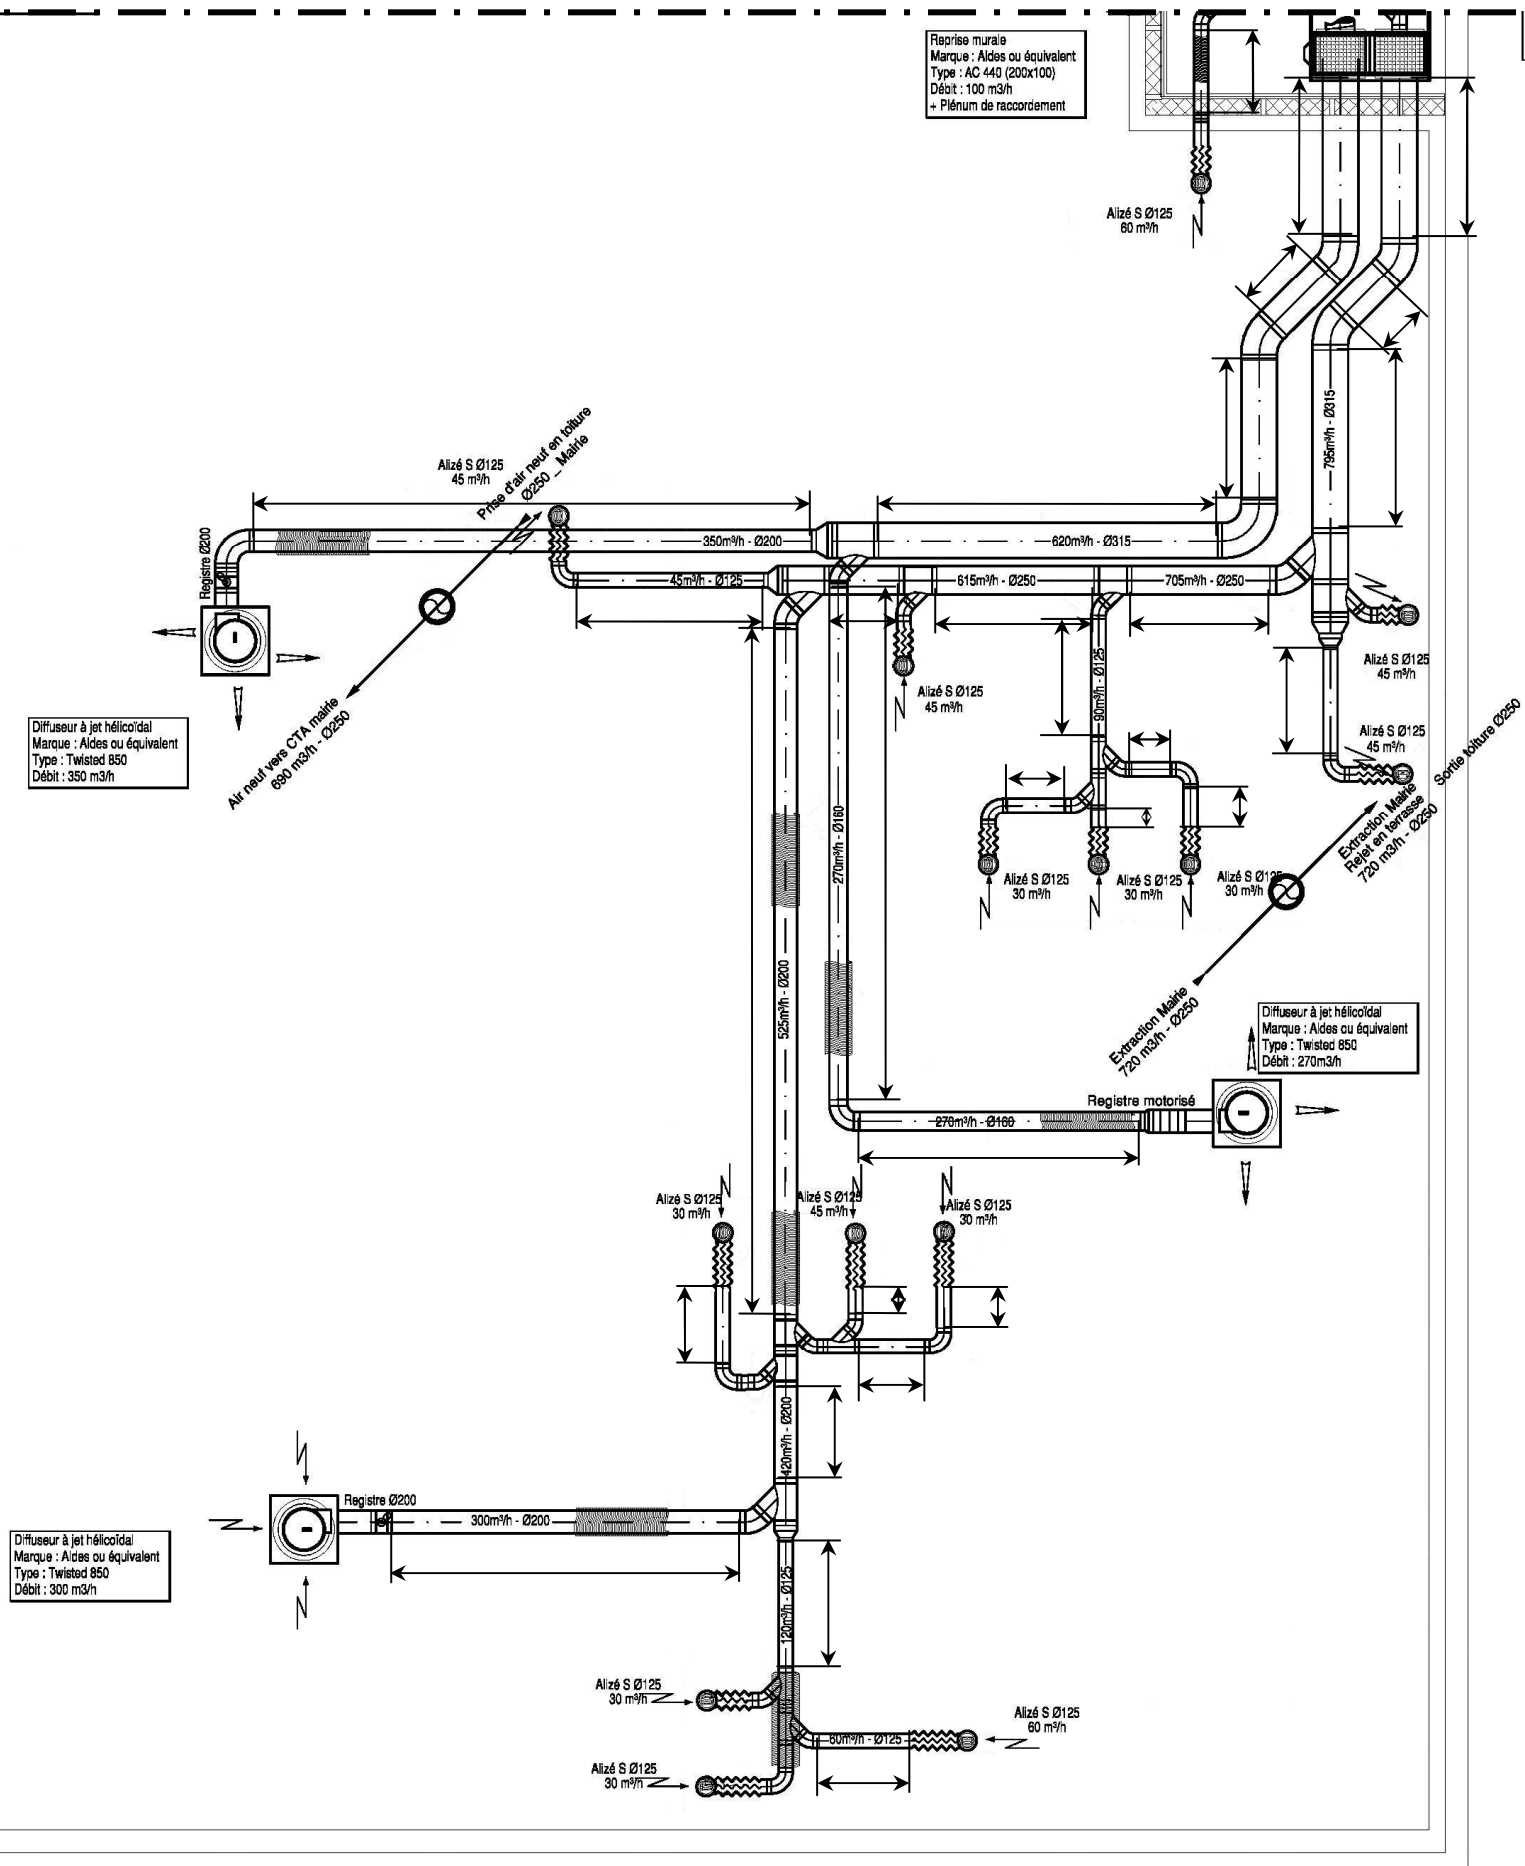 Reprise murale
Marque : Aldes ou équivalent
Type : AC 440 (200x100)
Débit : 100 m3/h
+ Plénum de raccordement
Alizé S Ø125
60 m³/h
795m³/h - Ø315
Alizé S Ø125
45 m³/h
Prise d'air neuf en toiture
Ø250 _ Mairie
Registre Ø200
350m³/h - Ø200
620m³/h - Ø315
45m³/h - Ø125
615m³/h - Ø250
705m³/h - Ø250
Alizé S Ø125
45 m³/h
90m³/h - Ø125
Alizé S Ø125
45 m³/h
Diffuseur à jet hélicoïdal
Marque : Aldes ou équivalent
Type : Twisted 850
Débit : 350 m3/h
Air neuf vers CTA mairie
690 m3/h - Ø250
Alizé S Ø125
45 m³/h
Sortie toiture Ø250
Extraction Mairie
Rejet en terrasse
720 m3/h - Ø250
270m³/h - Ø160
Alizé S Ø125
30 m³/h
Alizé S Ø125
30 m³/h
Alizé S Ø125
30 m³/h
525m³/h - Ø200
Extraction Mairie
720 m3/h - Ø250
Diffuseur à jet hélicoïdal
Marque : Aldes ou équivalent
Type : Twisted 850
Débit : 270m3/h
Registre motorisé
270m³/h - Ø160
Alizé S Ø125
30 m³/h
Alizé S Ø125
45 m³/h
Alizé S Ø125
30 m³/h
420m³/h - Ø200
Registre Ø200
300m³/h - Ø200
Diffuseur à jet hélicoïdal
Marque : Aldes ou équivalent
Type : Twisted 850
Débit : 300 m3/h
120m³/h - Ø125
Alizé S Ø125
30 m³/h
Alizé S Ø125
60 m³/h
60m³/h - Ø125
Alizé S Ø125
30 m³/h